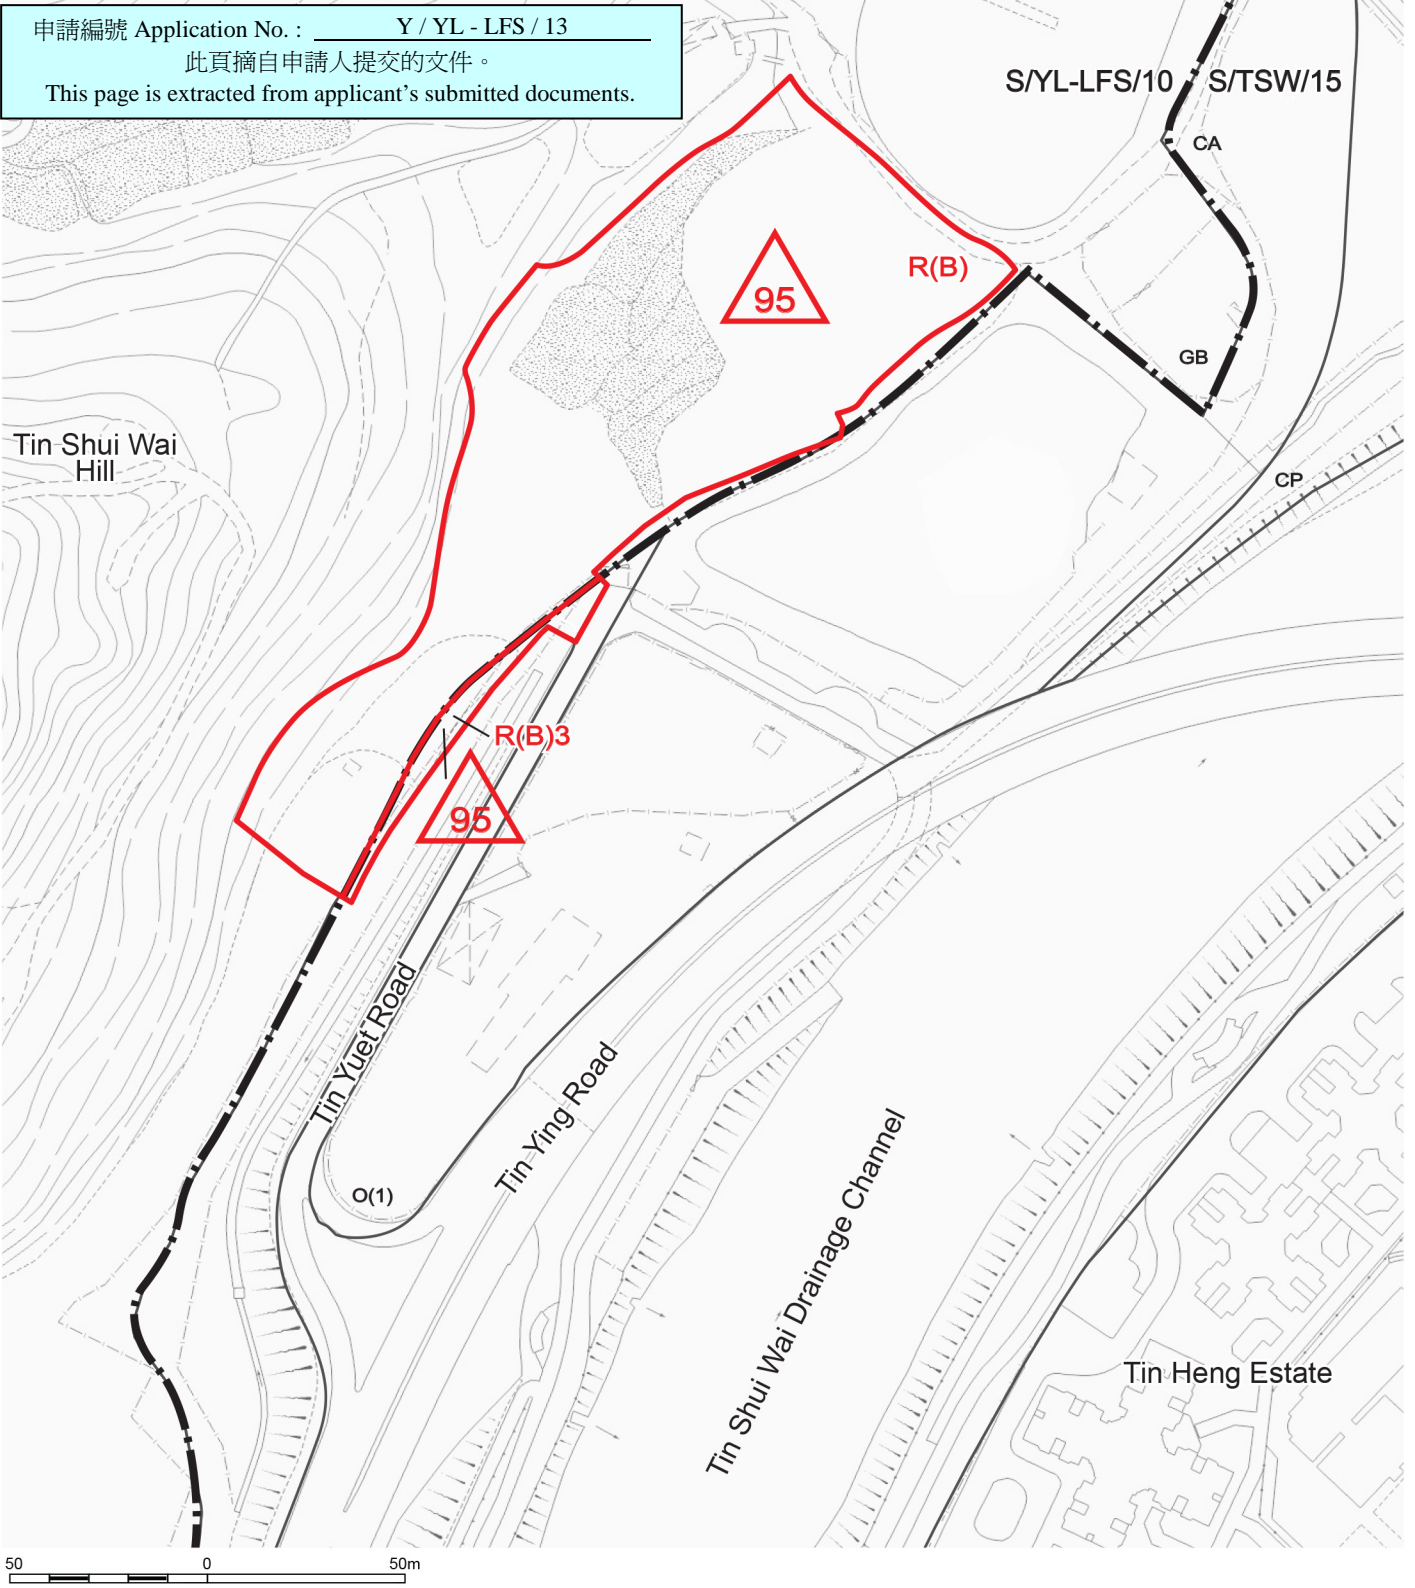 申請編號 Application No. : Y / YL - LFS / 13
此頁摘自申請人提交的文件。
This page is extracted from applicant's submitted documents.
S/YL-LFS/10
S/TSW/15
CA
R(B)
95
GB
Tin Shui Wai
Hill
CP
R(B)3
95
Tin Yuet Road
Tin Ying Road
O(1)
Tin Shui Wai Drainage Channel
Tin Heng Estate
50 0 50m